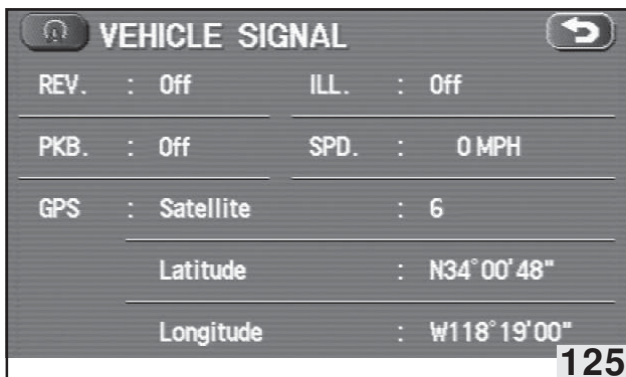 VEHICLE SIGNAL
REV. : Off ILL. : Off
PKB. : Off SPD. : 0 MPH
GPS : Satellite : 6
Latitude : N34°00'48"
Longitude : W118°19'00"
125